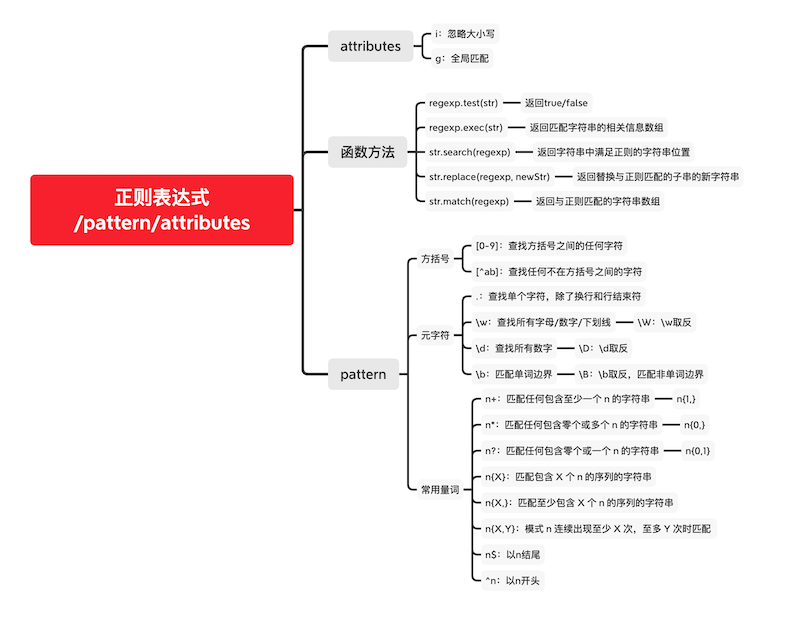 正则表达式
/pattern/attributes
attributes
i：忽略大小写
g：全局匹配
函数方法
regexp.test(str)
返回true/false
regexp.exec(str)
返回匹配字符串的相关信息数组
str.search(regexp)
返回字符串中满足正则的字符串位置
str.replace(regexp, newStr)
返回替换与正则匹配的子串的新字符串
str.match(regexp)
返回与正则匹配的字符串数组
pattern
方括号
[0-9]：查找方括号之间的任何字符
[^ab]：查找任何不在方括号之间的字符
元字符
.：查找单个字符，除了换行和行结束符
\w：查找所有字母/数字/下划线
\W：\w取反
\d：查找所有数字
\D：\d取反
\b：匹配单词边界
\B：\b取反，匹配非单词边界
常用量词
n+：匹配任何包含至少一个 n 的字符串
n{1,}
n*：匹配任何包含零个或多个 n 的字符串
n{0,}
n?：匹配任何包含零个或一个 n 的字符串
n{0,1}
n{X}：匹配包含 X 个 n 的序列的字符串
n{X,}：匹配至少包含 X 个 n 的序列的字符串
n{X,Y}：模式 n 连续出现至少 X 次，至多 Y 次时匹配
n$：以n结尾
^n：以n开头